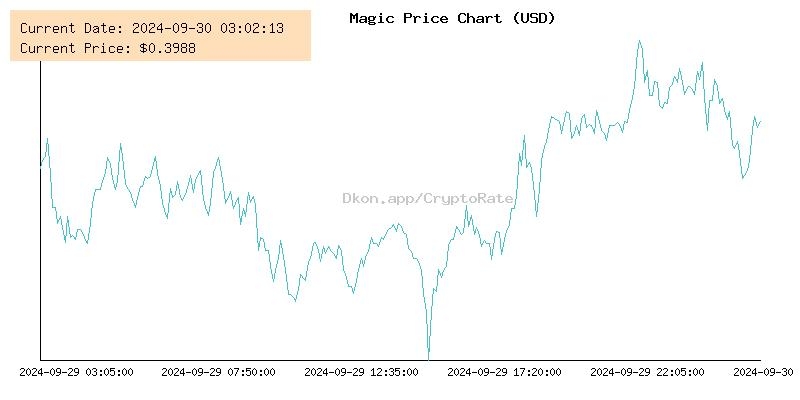 Magic Price Chart (USD)
Current Date: 2024-09-30 03:02:13
Current Price: $0.3988
Dkon.app/CryptoRate
2024-09-29 03:05:00 2024-09-29 07:50:00 2024-09-29 12:35:00 2024-09-29 17:20:00 2024-09-29 22:05:00 2024-09-30